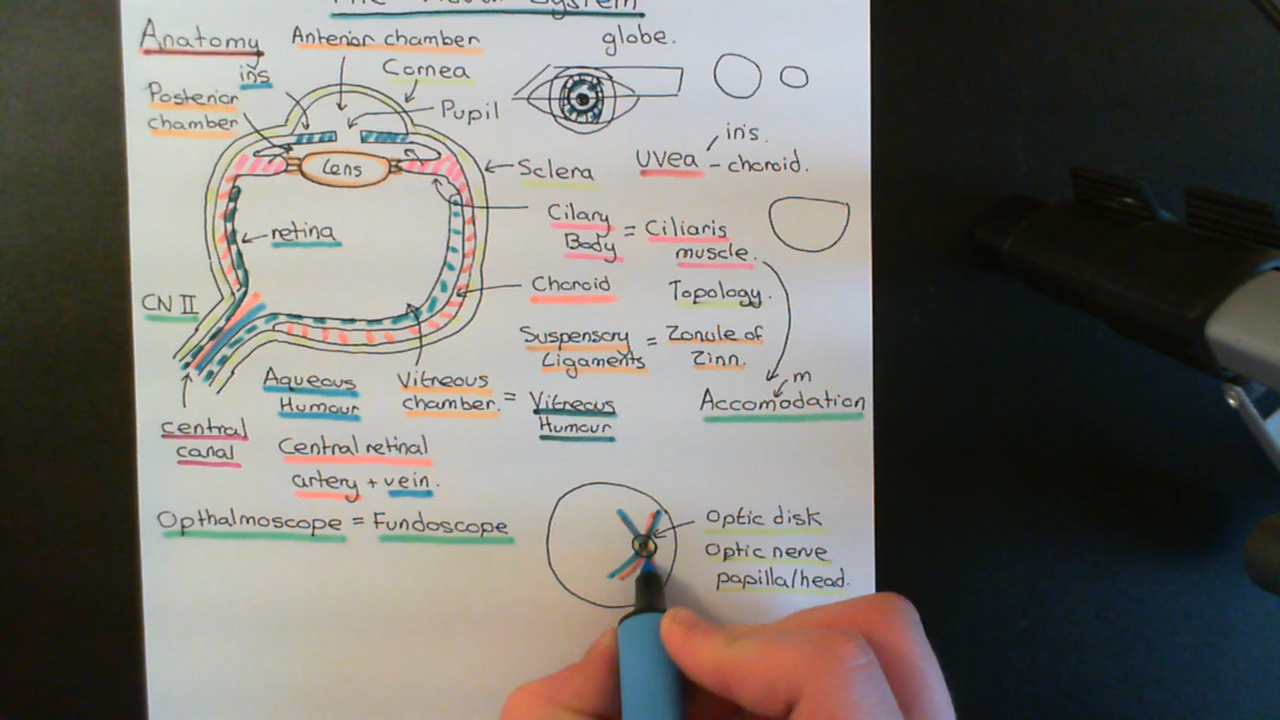 System
Anatomy
Anterior chamber
globe.
iris
Cornea
Posterior
chamber
Pupil
iris.
Uvea - choroid.
Lens
Sclera
Cilary
Body = Ciliaris
muscle.
retina
Choroid
Topology.
CN II
Suspensory
Ligaments = Zonule of
Zinn.
Aqueous
Humour
Vitreous
chamber. = Vitreous
Humour
m
Accomodation
central
canal
Central retinal
artery + vein.
Opthalmoscope = Fundoscope
Optic disk
Optic nerve
papilla/head.